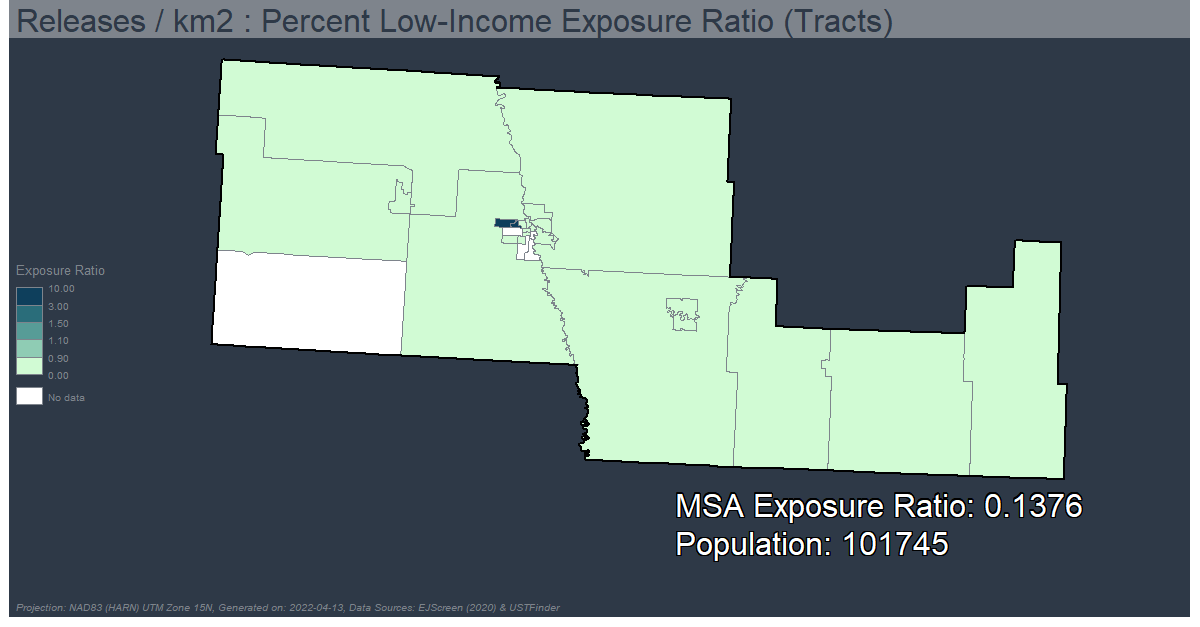 Releases / km2 : Percent Low-Income Exposure Ratio (Tracts)
Exposure Ratio
10.00
3.00
1.50
1.10
0.90
0.00
No data
MSA Exposure Ratio: 0.1376
Population: 101745
Projection: NAD83 (HARN) UTM Zone 15N, Generated on: 2022-04-13, Data Sources: EJScreen (2020) & USTFinder